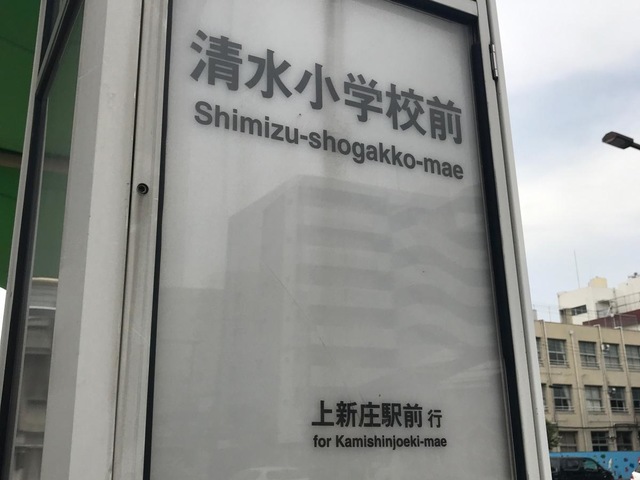 清水小学校前
Shimizu-shogakko-mae
上新庄駅前 行
for Kamishinjoeki-mae